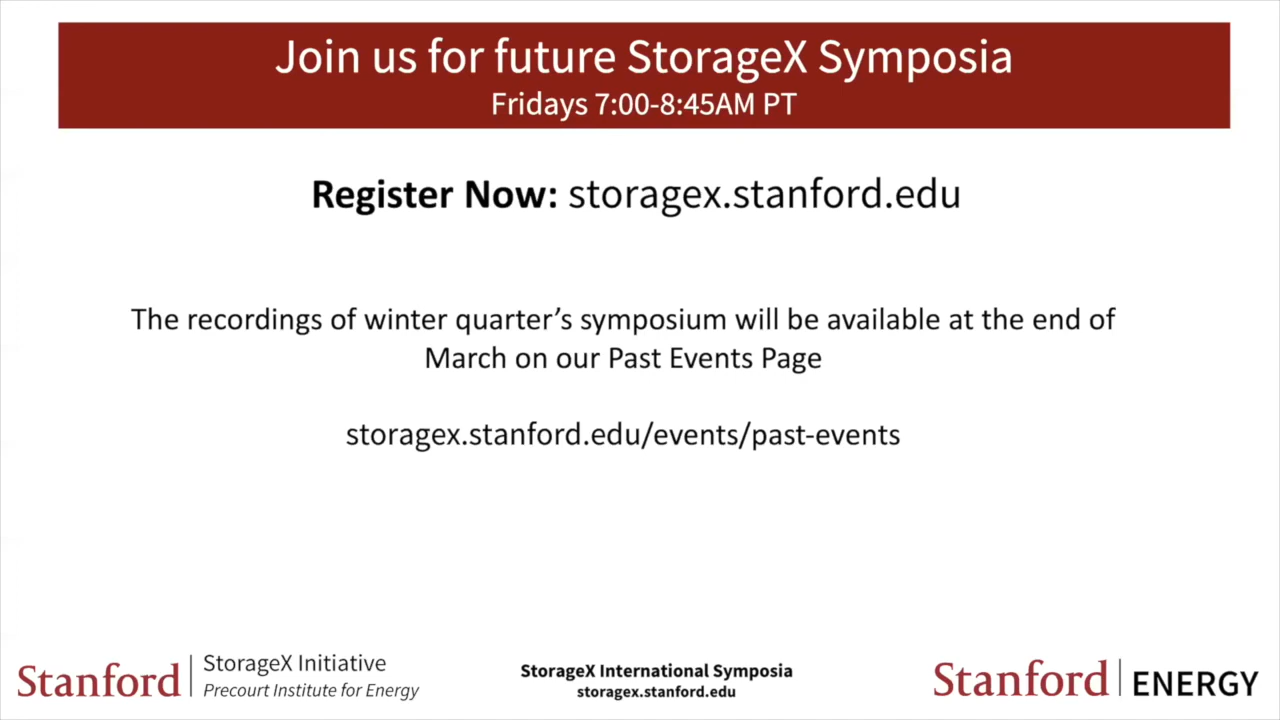 Join us for future StorageX Symposia
Fridays 7:00-8:45AM PT
Register Now: storagex.stanford.edu
The recordings of winter quarter’s symposium will be available at the end of
March on our Past Events Page
storagex.stanford.edu/events/past-events
Stanford
StorageX Initiative
Precourt Institute for Energy
StorageX International Symposia
storagex.stanford.edu
Stanford ENERGY